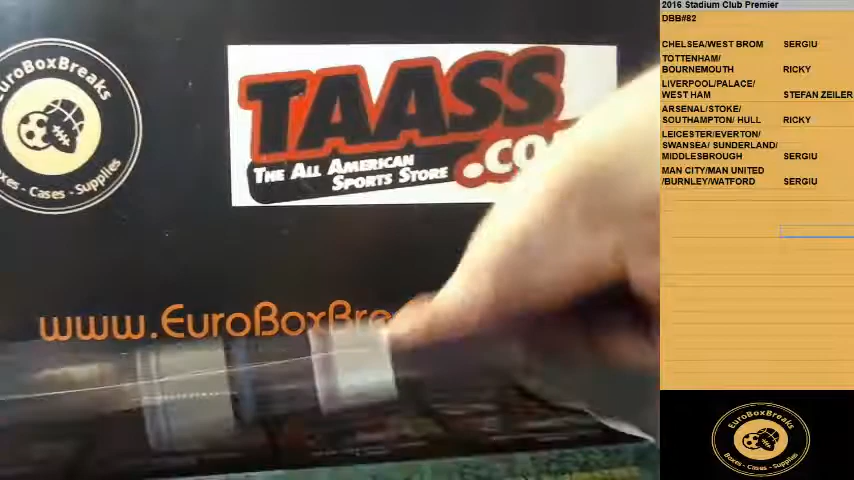 EuroBoxBreaks
Boxes - Cases - Supplies
TAASS
.co
THE ALL AMERICAN
SPORTS STORE
www.EuroBoxBre
2016 Stadium Club Premier
DBB#82
CHELSEA/WEST BROM SERGIU
TOTTENHAM/
BOURNEMOUTH RICKY
LIVERPOOL/PALACE/
WEST HAM STEFAN ZEILER
ARSENAL/STOKE/
SOUTHAMPTON/ HULL RICKY
LEICESTER/EVERTON/
SWANSEA/ SUNDERLAND/
MIDDLESBROUGH SERGIU
MAN CITY/MAN UNITED
/BURNLEY/WATFORD SERGIU
EuroBoxBreaks
Boxes - Cases - Supplies